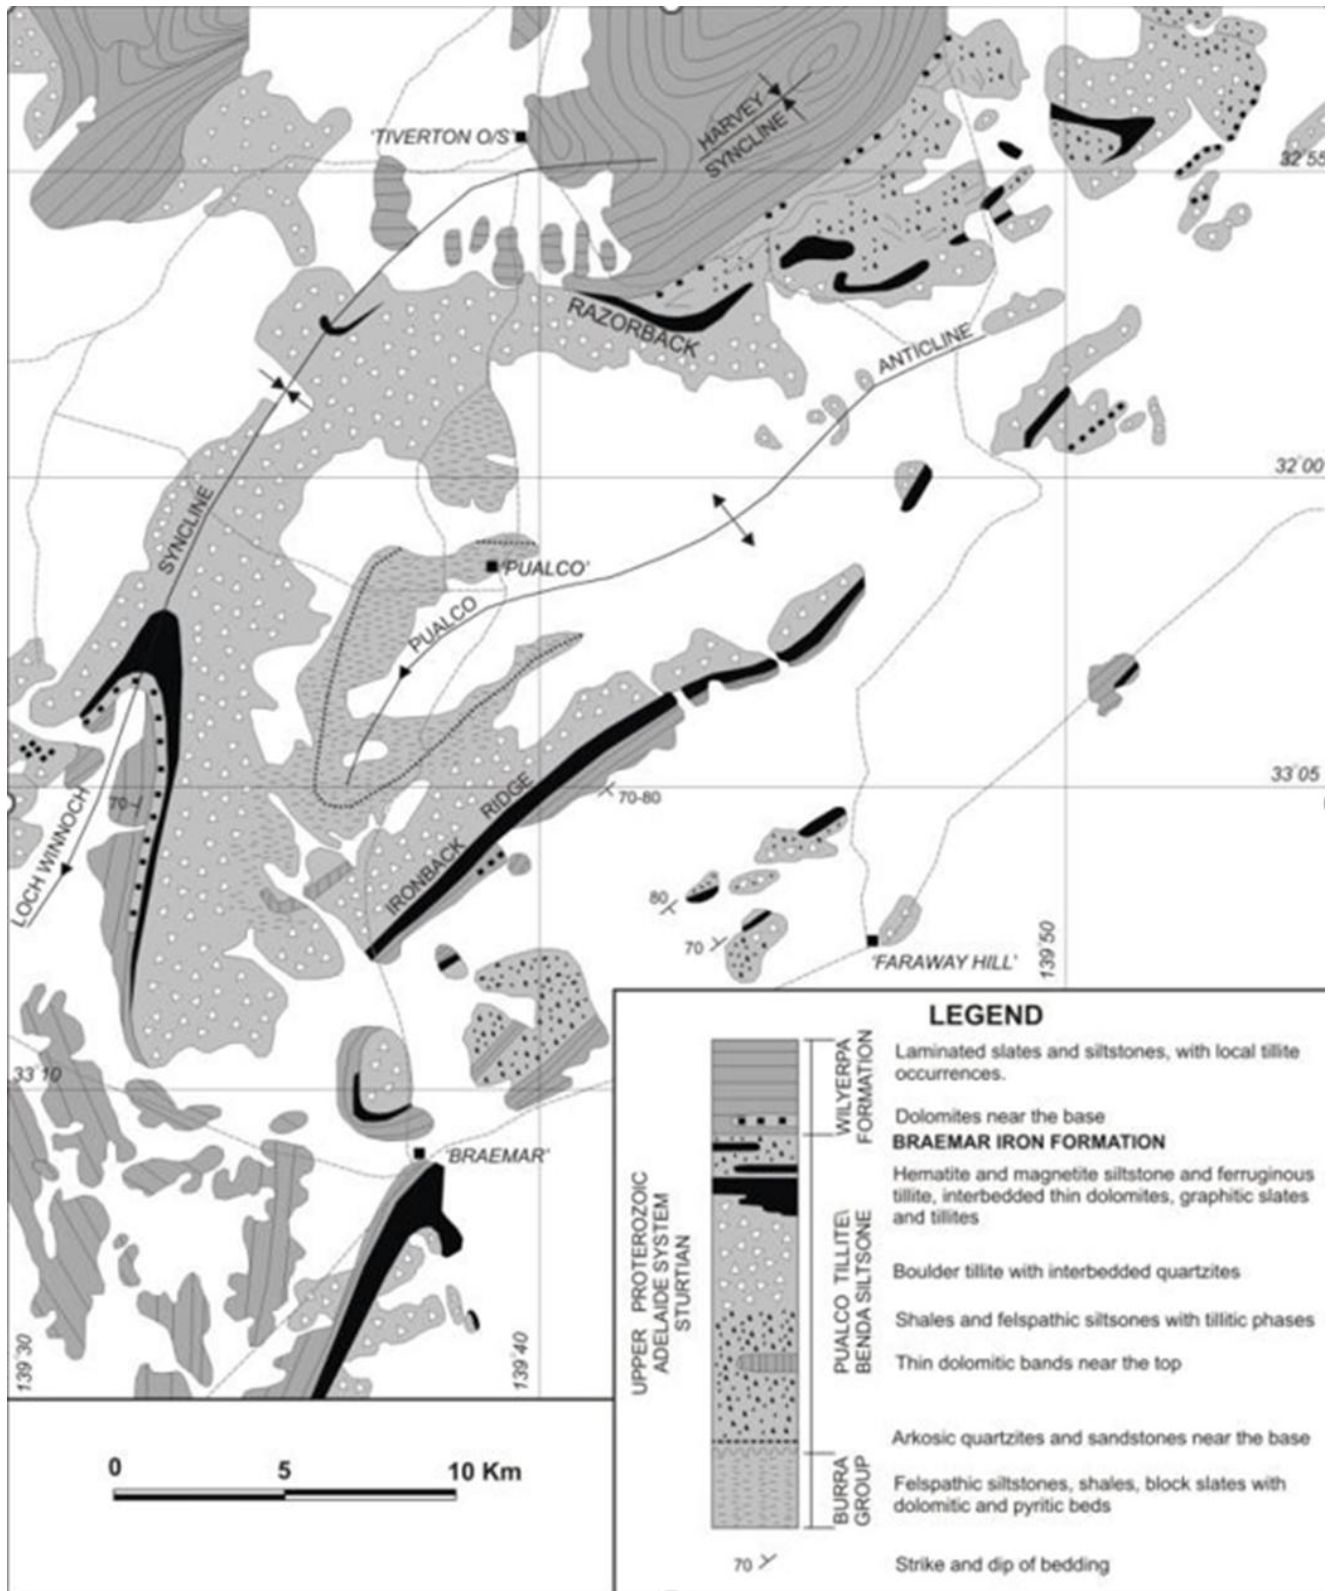 'TIVERTON O/S'
HARVEY
SYNCLINE
32°55
RAZORBACK
ANTICLINE
32°00
SYNCLINE
'PUALCO'
PUALCO
33°05
RIDGE
70-80
70
IRONBACK
LOCH WINNOCH
80
70
'FARAWAY HILL'
139°50
33°10
'BRAEMAR'
139°30
139°40
0 5 10 Km
LEGEND
UPPER PROTEROZOIC
ADELAIDE SYSTEM
STURTIAN
WILYERPA
FORMATION
Laminated slates and siltstones, with local tillite
occurrences.
Dolomites near the base
BRAEMAR IRON FORMATION
Hematite and magnetite siltstone and ferruginous
tillite, interbedded thin dolomites, graphitic slates
and tillites
PUALCO TILLITE\
BENDA SILTSONE
Boulder tillite with interbedded quartzites
Shales and felspathic siltsones with tillitic phases
Thin dolomitic bands near the top
Arkosic quartzites and sandstones near the base
BURRA
GROUP
Felspathic siltstones, shales, block slates with
dolomitic and pyritic beds
70
Strike and dip of bedding